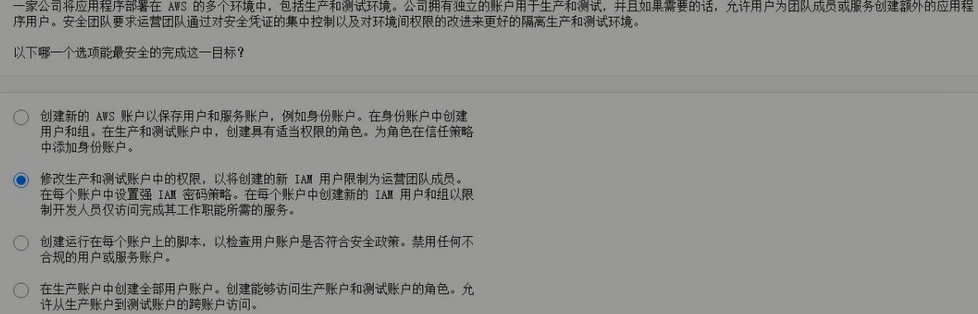 一家公司将应用程序部署在 AWS 的多个环境中，包括生产和测试环境。公司拥有独立的账户用于生产和测试，并且如果需要的话，允许用户为团队成员或服务创建额外的应用程
序用户。安全团队要求运营团队通过对安全凭证的集中控制以及对环境间权限的改进来更好的隔离生产和测试环境。
以下哪一个选项能最安全的完成这一目标？
创建新的 AWS 账户以保存用户和服务账户，例如身份账户。在身份账户中创建
用户和组。在生产和测试账户中，创建具有适当权限的角色。为角色在信任策略
中添加身份账户。
修改生产和测试账户中的权限，以将创建的新 IAM 用户限制为运营团队成员。
在每个账户中设置强 IAM 密码策略。在每个账户中创建新的 IAM 用户和组以限
制开发人员仅访问完成其工作职能所需的服务。
创建运行在每个账户上的脚本，以检查用户账户是否符合安全政策。禁用任何不
合规的用户或服务账户。
在生产账户中创建全部用户账户。创建能够访问生产账户和测试账户的角色。允
许从生产账户到测试账户的跨账户访问。